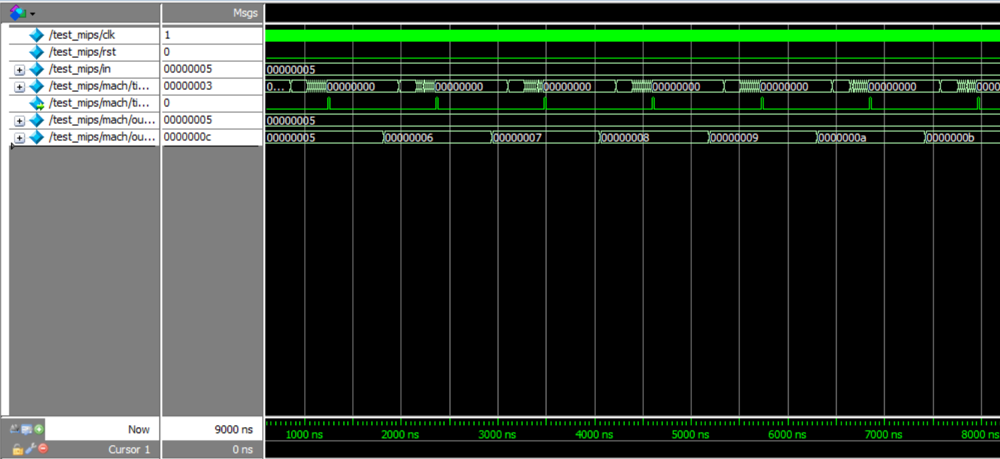 Msgs
/test_mips/clk 1
/test_mips/rst 0
/test_mips/in 00000005 00000005
/test_mips/mach/ti... 00000003 0... 00000000 00000000 00000000 00000000 00000000 00000000 0000
/test_mips/mach/ti... 0
/test_mips/mach/ou... 00000005 00000005
/test_mips/mach/ou... 0000000c 00000005 00000006 00000007 00000008 00000009 0000000a 0000000b
Now 9000 ns 1000 ns 2000 ns 3000 ns 4000 ns 5000 ns 6000 ns 7000 ns 8000 ns
Cursor 1 0 ns